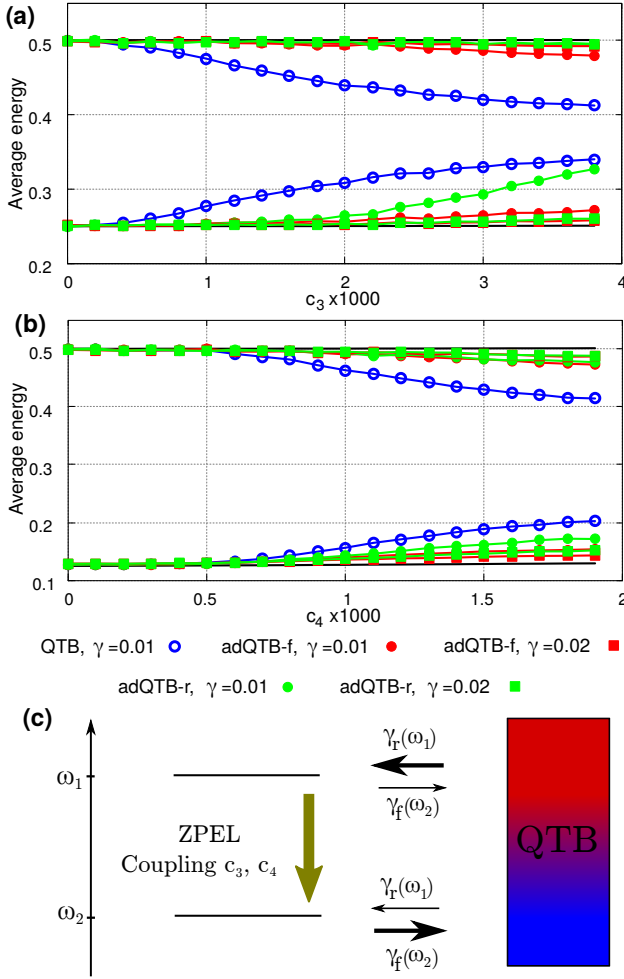 (a)
Average energy
0.5
0.4
0.3
0.2
0 1 2 3 4
c₃ x1000
(b)
Average energy
0.5
0.4
0.3
0.2
0.1
0 0.5 1 1.5 2
c₄ x1000
QTB, γ=0.01 adQTB-f, γ=0.01 adQTB-f, γ=0.02
adQTB-r, γ=0.01 adQTB-r, γ=0.02
(c)
ω₁
ω₂
ZPEL
Coupling c₃, c₄
γᵣ(ω₁)
γf(ω₂)
γᵣ(ω₁)
γf(ω₂)
QTB